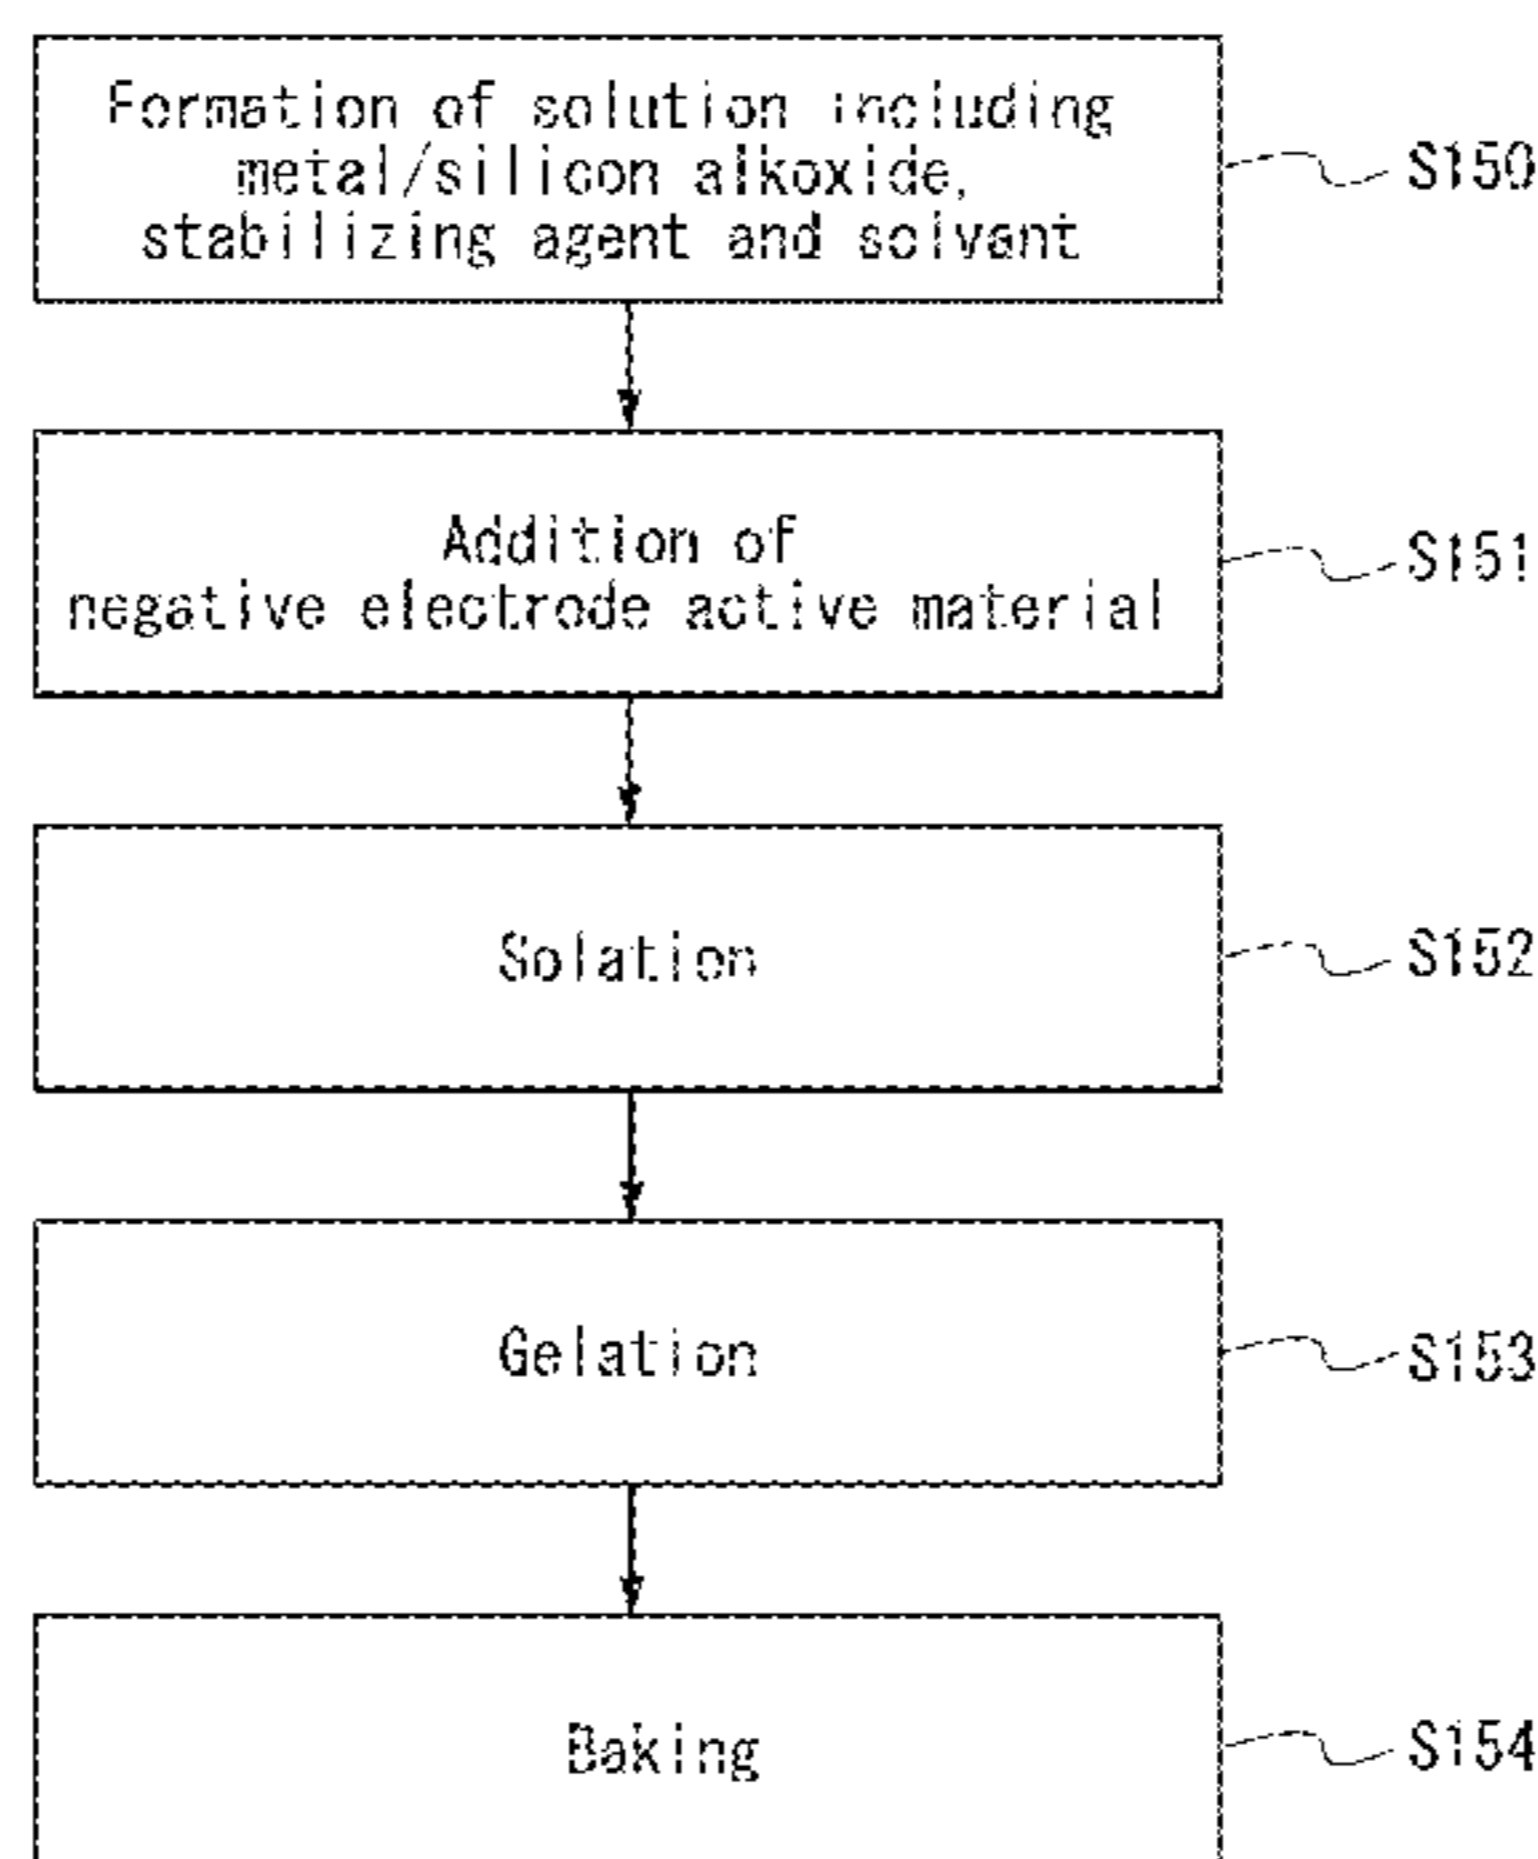 Formation of solution including
metal/silicon alkoxide,
stabilizing agent and solvant
S150
Addition of
negative electrode active material
S151
Solation
S152
Gelation
S153
Baking
S154